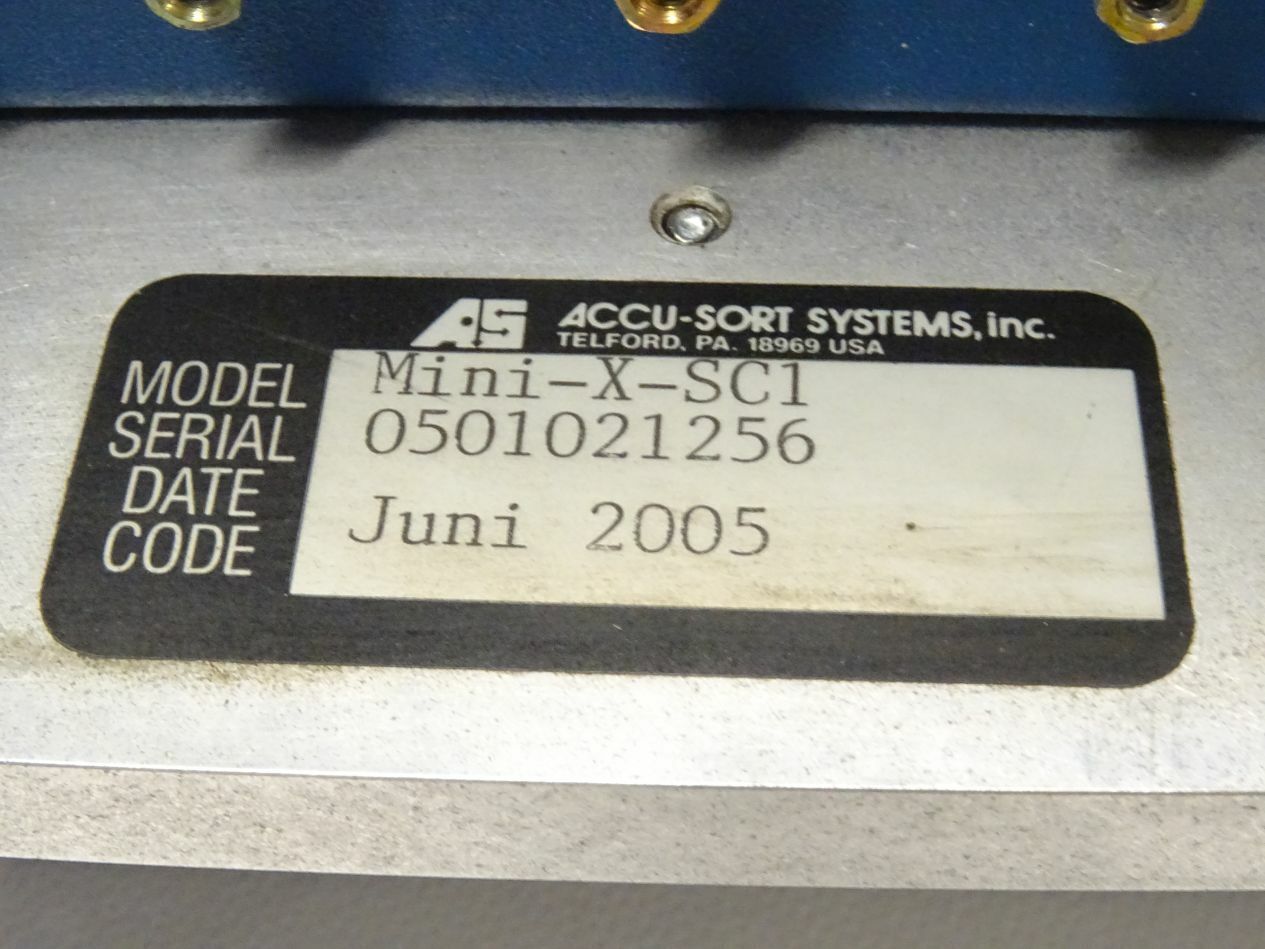 AS ACCU-SORT SYSTEMS, inc.
TELFORD, PA. 18969 USA
MODEL Mini-X-SC1
SERIAL 0501021256
DATE
CODE Juni 2005